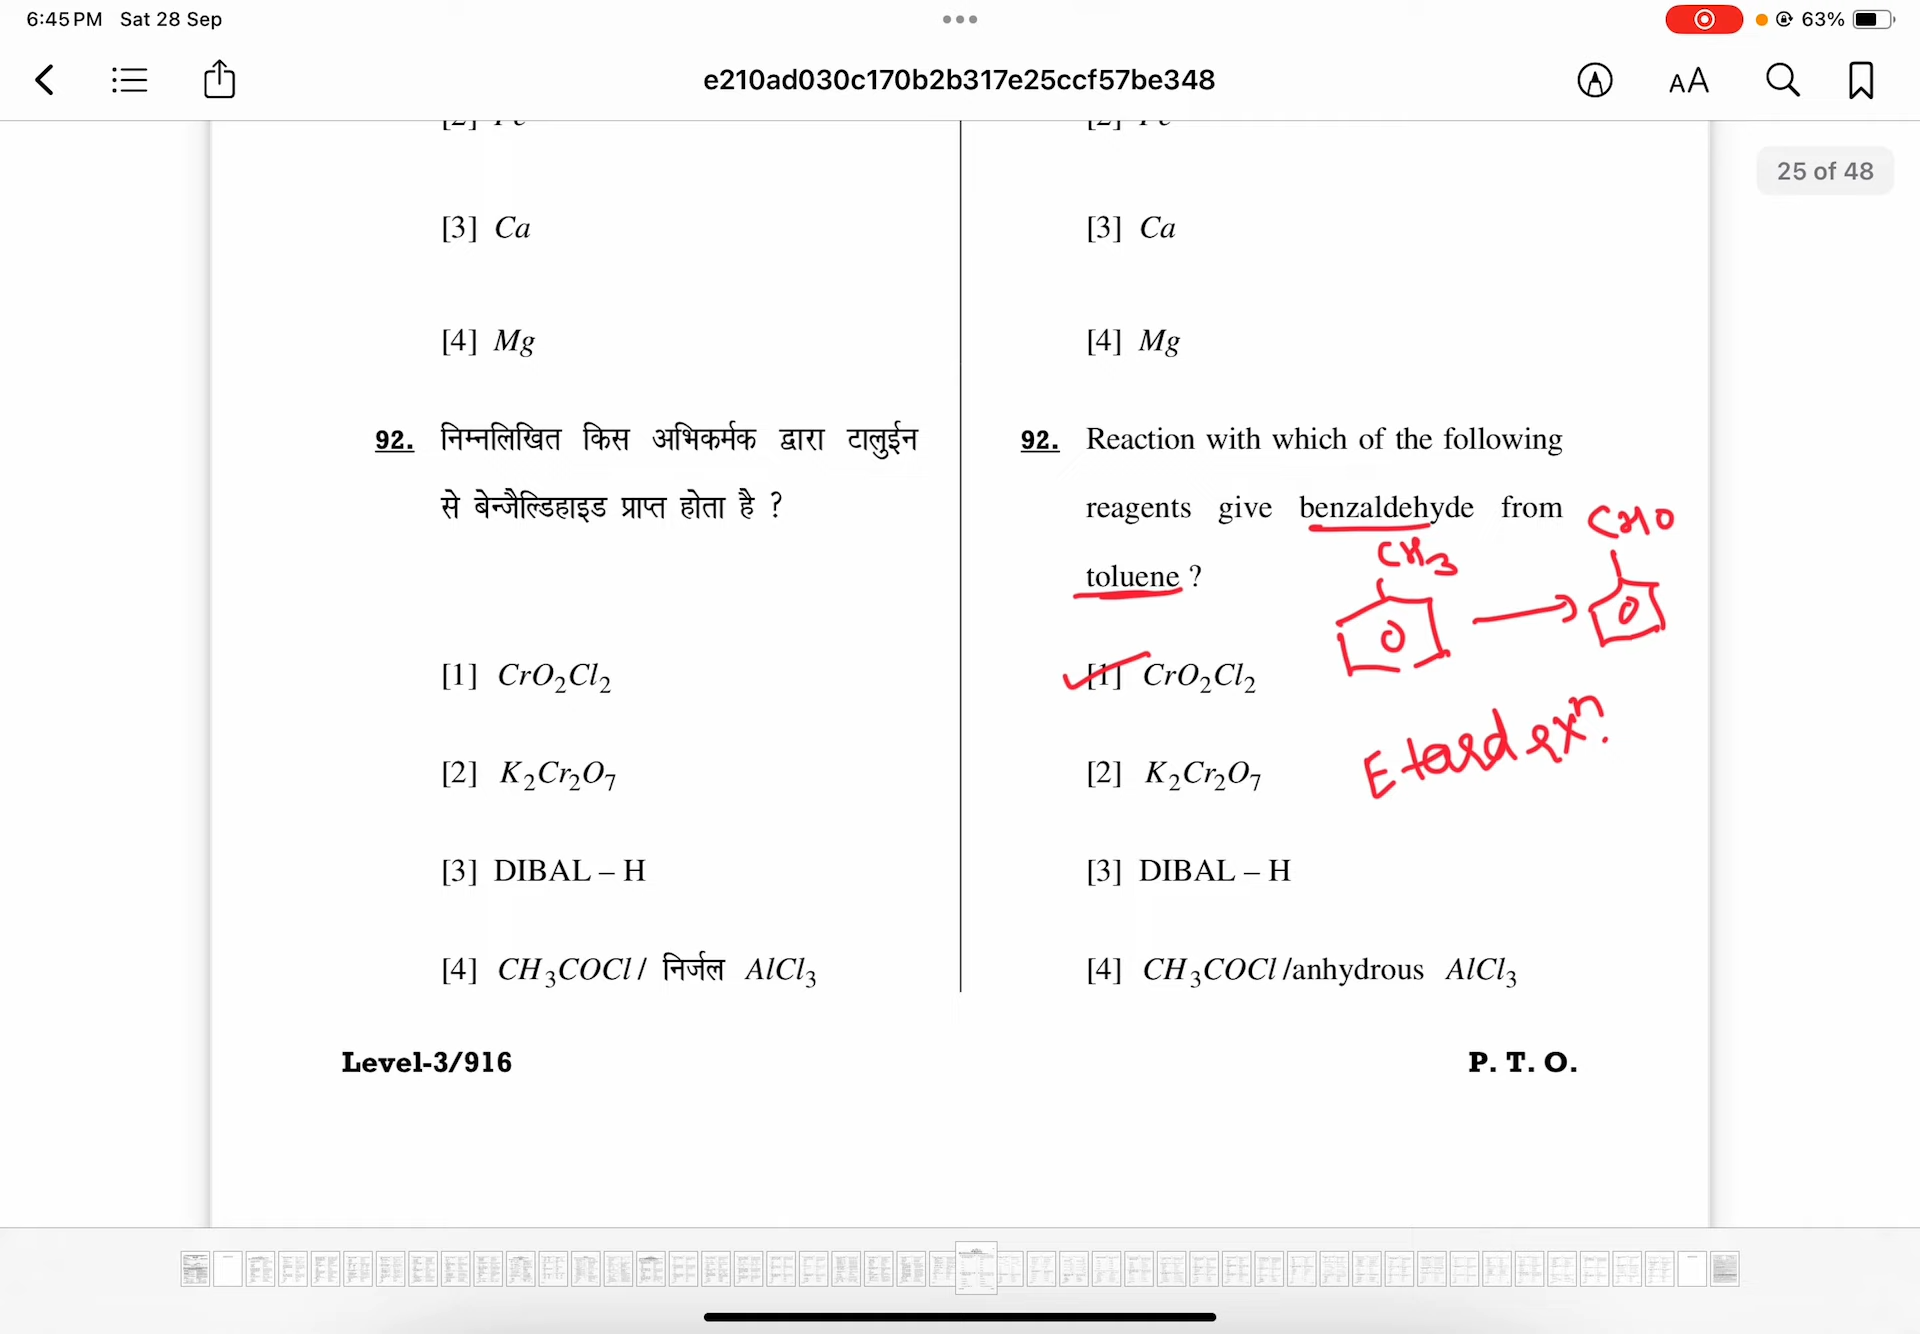 6:45 PM Sat 28 Sep
63%
e210ad030c170b2b317e25ccf57be348
AA
25 of 48
[3] Ca
[4] Mg
92. निम्नलिखित किस अभिकर्मक द्वारा टालुईन
से बेन्जैल्डिहाइड प्राप्त होता है ?
[1] CrO₂Cl₂
[2] K₂Cr₂O₇
[3] DIBAL – H
[4] CH₃COCl / निर्जल AlCl₃
[3] Ca
[4] Mg
92. Reaction with which of the following
reagents give benzaldehyde from
toluene ?
CH₃
CHO
[1] CrO₂Cl₂
Etard rxⁿ.
[2] K₂Cr₂O₇
[3] DIBAL – H
[4] CH₃COCl /anhydrous AlCl₃
Level-3/916
P. T. O.